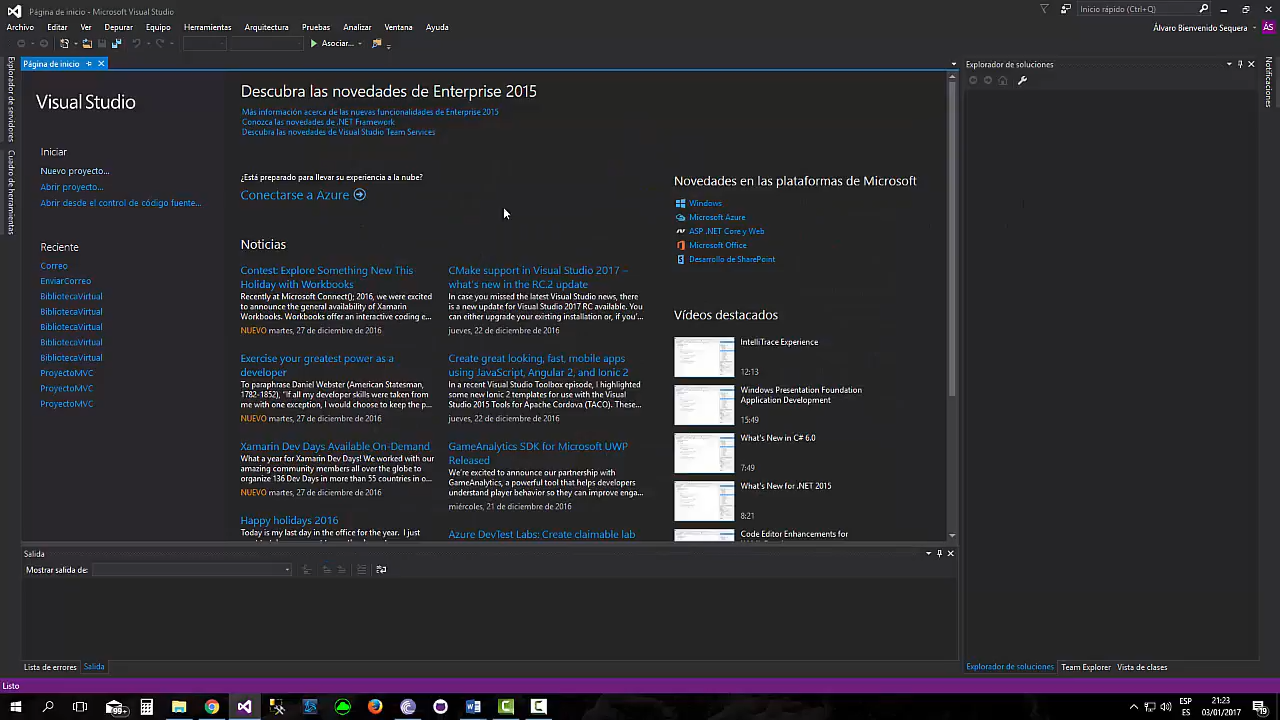 Página de inicio - Microsoft Visual Studio
Inicio rápido (Ctrl+Q)
Archivo Editar Ver Depurar Equipo Herramientas Arquitectura Pruebas Analizar Ventana Ayuda
Álvaro Bienvenido Sequera
AS
Asociar...
Página de inicio
Explorador de soluciones
Explorador de servidores
Cuadro de herramientas
Notificaciones
Visual Studio
Iniciar
Nuevo proyecto...
Abrir proyecto...
Abrir desde el control de código fuente...
Reciente
Correo
EnviarCorreo
BibliotecaVirtual
BibliotecaVirtual
BibliotecaVirtual
BibliotecaVirtual
BibliotecaVirtual
ProyectoMVC
ProyectoMVC
ProyectoMVC
Descubra las novedades de Enterprise 2015
Más información acerca de las nuevas funcionalidades de Enterprise 2015
Conozca las novedades de .NET Framework
Descubra las novedades de Visual Studio Team Services
¿Está preparado para llevar su experiencia a la nube?
Conectarse a Azure
Noticias
Contest: Explore Something New This
Holiday with Workbooks
Recently at Microsoft Connect(); 2016, we were excited
to announce the general availability of Xamarin
Workbooks. Workbooks offer an interactive coding e...
NUEVO martes, 27 de diciembre de 2016
Exercise your greatest power as a
developer
To paraphrase Daniel Webster (American Statesman,
1782-1852), "If all my developer skills were taken from
me with one exception, I would choose to keep the...
NUEVO martes, 27 de diciembre de 2016
Xamarin Dev Days Available On-Demand
What a year for Xamarin Dev Days! We worked with our
amazing community members all over the globe to
organize 136 Dev Days in more than 55 countries...
NUEVO martes, 27 de diciembre de 2016
Happy holidays 2016
Today's my last day in the office for the year. I just
CMake support in Visual Studio 2017 –
what's new in the RC.2 update
In case you missed the latest Visual Studio news, there
is a new update for Visual Studio 2017 RC available. You
can either upgrade your existing installation or, if you'...
jueves, 22 de diciembre de 2016
Create great looking, fast, mobile apps
using JavaScript, Angular 2, and Ionic 2
In a recent Visual Studio Toolbox episode, I highlighted
some new Ionic 2 templates for use with the Visual
Studio 2015 Tools for Apache Cordova (TACO). These...
jueves, 22 de diciembre de 2016
GameAnalytics SDK for Microsoft UWP
Released
We're excited to announce our partnership with
GameAnalytics, a powerful tool that helps developers
understand player behavior so they can improve enga...
miércoles, 21 de diciembre de 2016
Azure DevTest Labs: Create claimable lab
Novedades en las plataformas de Microsoft
Windows
Microsoft Azure
ASP .NET Core y Web
Microsoft Office
Desarrollo de SharePoint
Vídeos destacados
IntelliTrace Experience
12:13
Windows Presentation Foundation
Application Development
15:49
What's New in C# 6.0
7:49
What's New for .NET 2015
8:21
Code Editor Enhancements for
Salida
Mostrar salida de:
Lista de errores Salida
Explorador de soluciones Team Explorer Vista de clases
Listo
99+
ESP
ES
21:23
03/01/2017